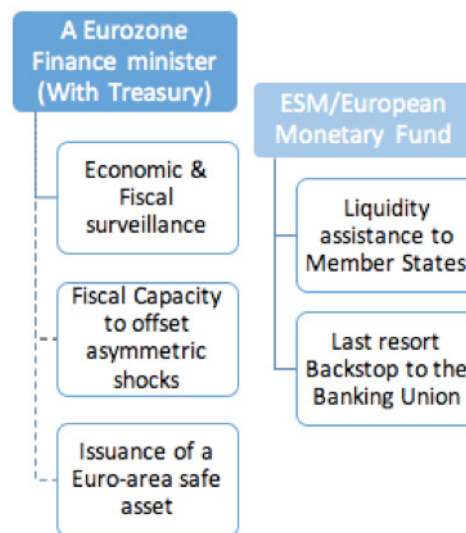 A Eurozone
Finance minister
(With Treasury)
Economic &
Fiscal
surveillance
Fiscal Capacity
to offset
asymmetric
shocks
Issuance of a
Euro-area safe
asset
ESM/European
Monetary Fund
Liquidity
assistance to
Member States
Last resort
Backstop to the
Banking Union